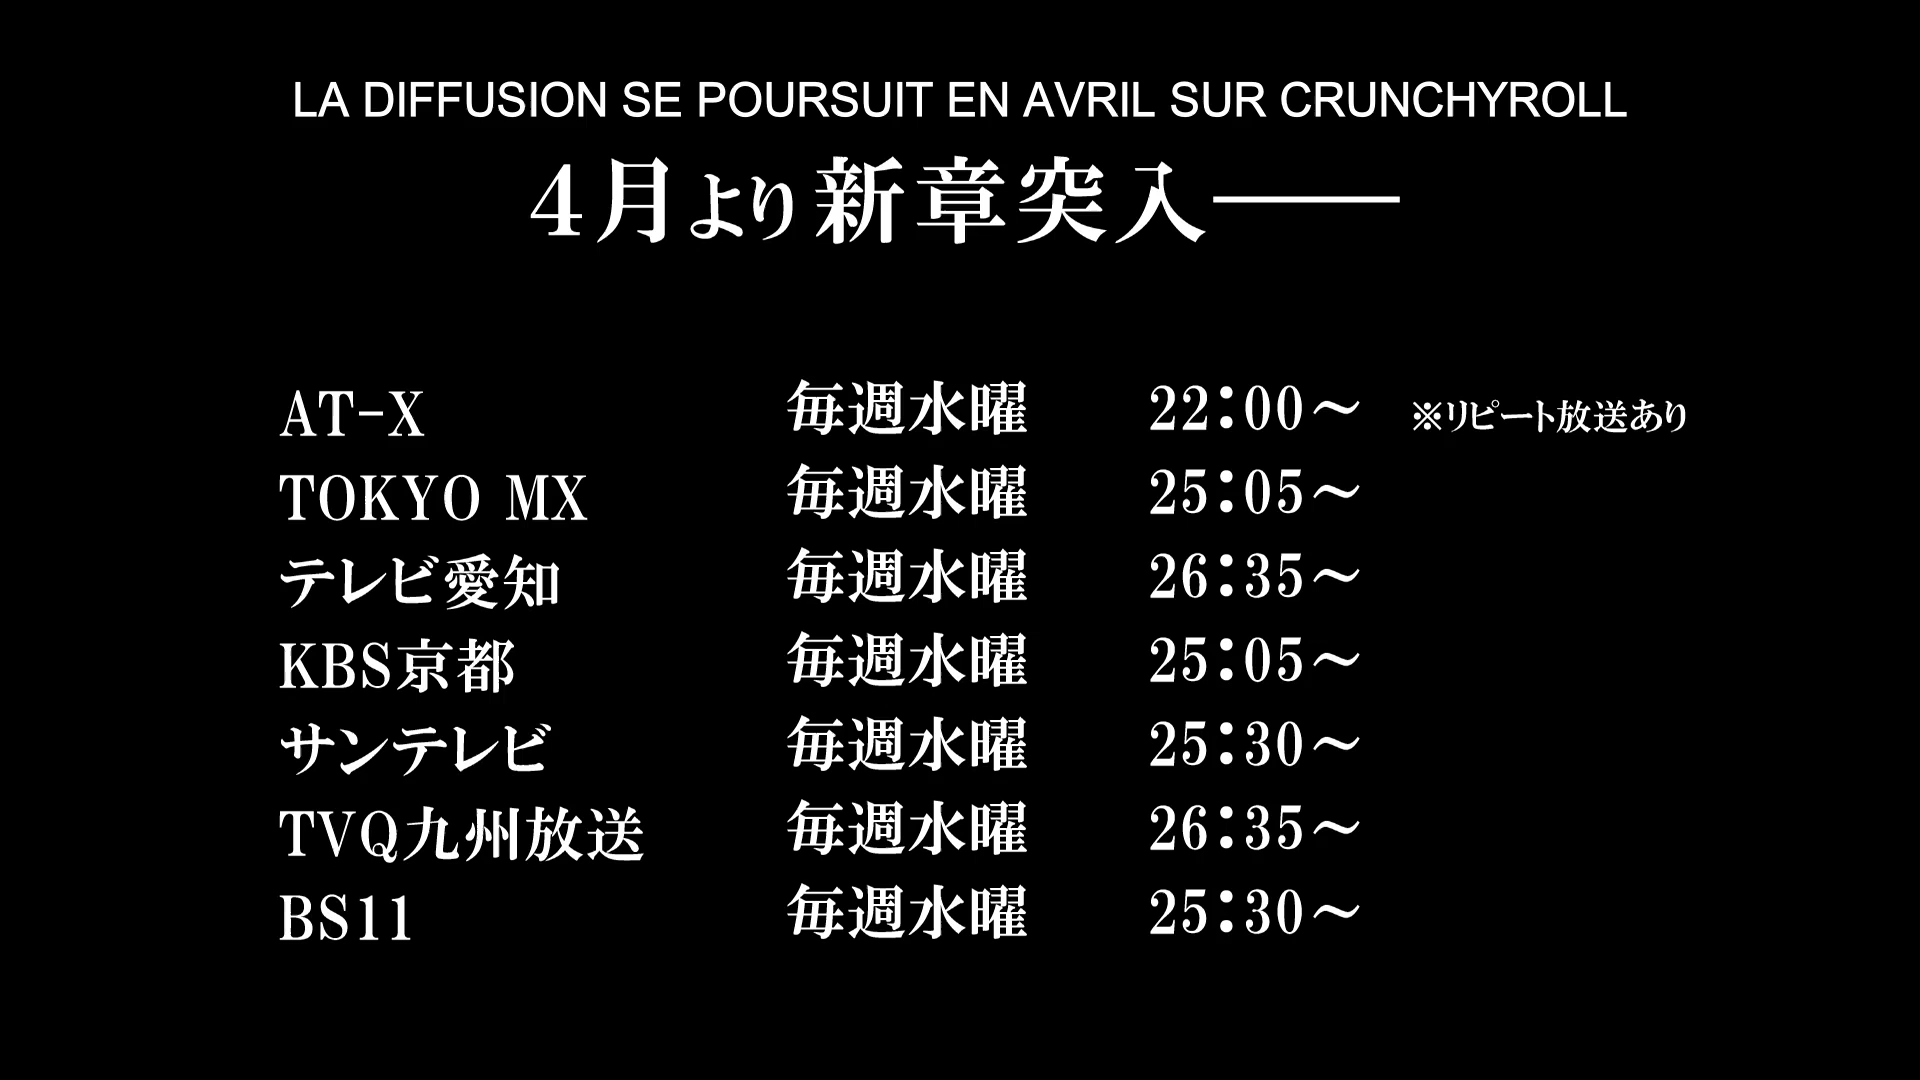 LA DIFFUSION SE POURSUIT EN AVRIL SUR CRUNCHYROLL
4月より新章突入――
AT-X 毎週水曜 22:00～ ※リピート放送あり
TOKYO MX 毎週水曜 25:05～
テレビ愛知 毎週水曜 26:35～
KBS京都 毎週水曜 25:05～
サンテレビ 毎週水曜 25:30～
TVQ九州放送 毎週水曜 26:35～
BS11 毎週水曜 25:30～